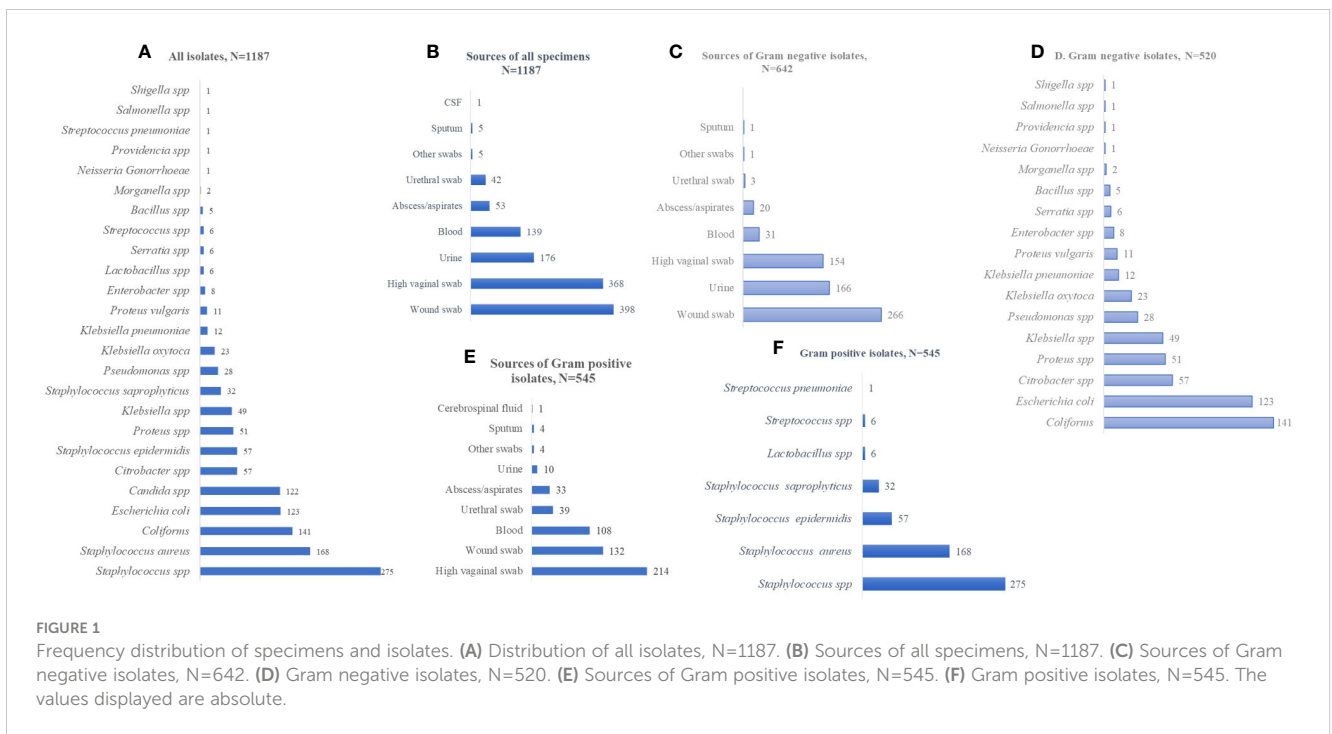 A
All isolates, N=1187
Shigella spp 1
Salmonella spp 1
Streptococcus pneumoniae 1
Providencia spp 1
Neisseria Gonorrhoeae 1
Morganella spp 2
Bacillus spp 5
Streptococcus spp 6
Serratia spp 6
Lactobacillus spp 6
Enterobacter spp 8
Proteus vulgaris 11
Klebsiella pneumoniae 12
Klebsiella oxytoca 23
Pseudomonas spp 28
Staphylococcus saprophyticus 32
Klebsiella spp 49
Proteus spp 51
Staphylococcus epidermidis 57
Citrobacter spp 57
Candida spp 122
Escherichia coli 123
Coliforms 141
Staphylococcus aureus 168
Staphylococcus spp 275
B
Sources of all specimens
N=1187
CSF 1
Sputum 5
Other swabs 5
Urethral swab 42
Abscess/aspirates 53
Blood 139
Urine 176
High vaginal swab 368
Wound swab 398
C
Sources of Gram negative isolates,
N=642
Sputum 1
Other swabs 1
Urethral swab 3
Abscess/aspirates 20
Blood 31
High vaginal swab 154
Urine 166
Wound swab 266
D
D. Gram negative isolates, N=520
Shigella spp 1
Salmonella spp 1
Providencia spp 1
Neisseria Gonorrhoeae 1
Morganella spp 2
Bacillus spp 5
Serratia spp 6
Enterobacter spp 8
Proteus vulgaris 11
Klebsiella pneumoniae 12
Klebsiella oxytoca 23
Pseudomonas spp 28
Klebsiella spp 49
Proteus spp 51
Citrobacter spp 57
Escherichia coli 123
Coliforms 141
E
Sources of Gram positive
isolates, N=545
Cerebrospinal fluid 1
Sputum 4
Other swabs 4
Urine 10
Abscess/aspirates 33
Urethral swab 39
Blood 108
Wound swab 132
High vagainal swab 214
F
Gram positive isolates, N=545
Streptococcus pneumoniae 1
Streptococcus spp 6
Lactobacillus spp 6
Staphylococcus saprophyticus 32
Staphylococcus epidermidis 57
Staphylococcus aureus 168
Staphylococcus spp 275
FIGURE 1
Frequency distribution of specimens and isolates. (A) Distribution of all isolates, N=1187. (B) Sources of all specimens, N=1187. (C) Sources of Gram
negative isolates, N=642. (D) Gram negative isolates, N=520. (E) Sources of Gram positive isolates, N=545. (F) Gram positive isolates, N=545. The
values displayed are absolute.